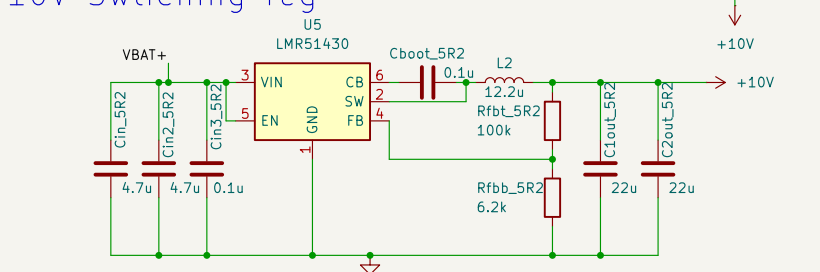 10V Switching reg
U5
LMR51430
VBAT+
+10V
Cboot_5R2
0.1u
L2
12.2u
+10V
3 VIN
CB 6
SW 2
5 EN
FB 4
GND
1
Cin_5R2
4.7u
Cin2_5R2
4.7u
Cin3_5R2
0.1u
Rfbt_5R2
100k
Rfbb_5R2
6.2k
C1out_5R2
22u
C2out_5R2
22u